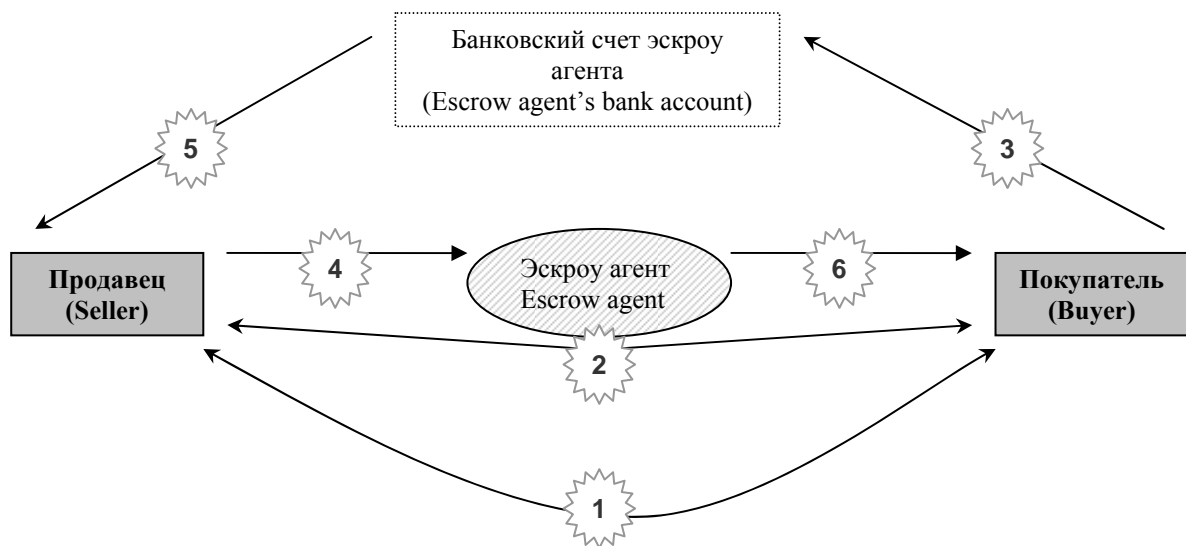 Банковский счет эскроу
агента
(Escrow agent’s bank account)
5
3
4
6
Эскроу агент
Escrow agent
Продавец
(Seller)
Покупатель
(Buyer)
2
1